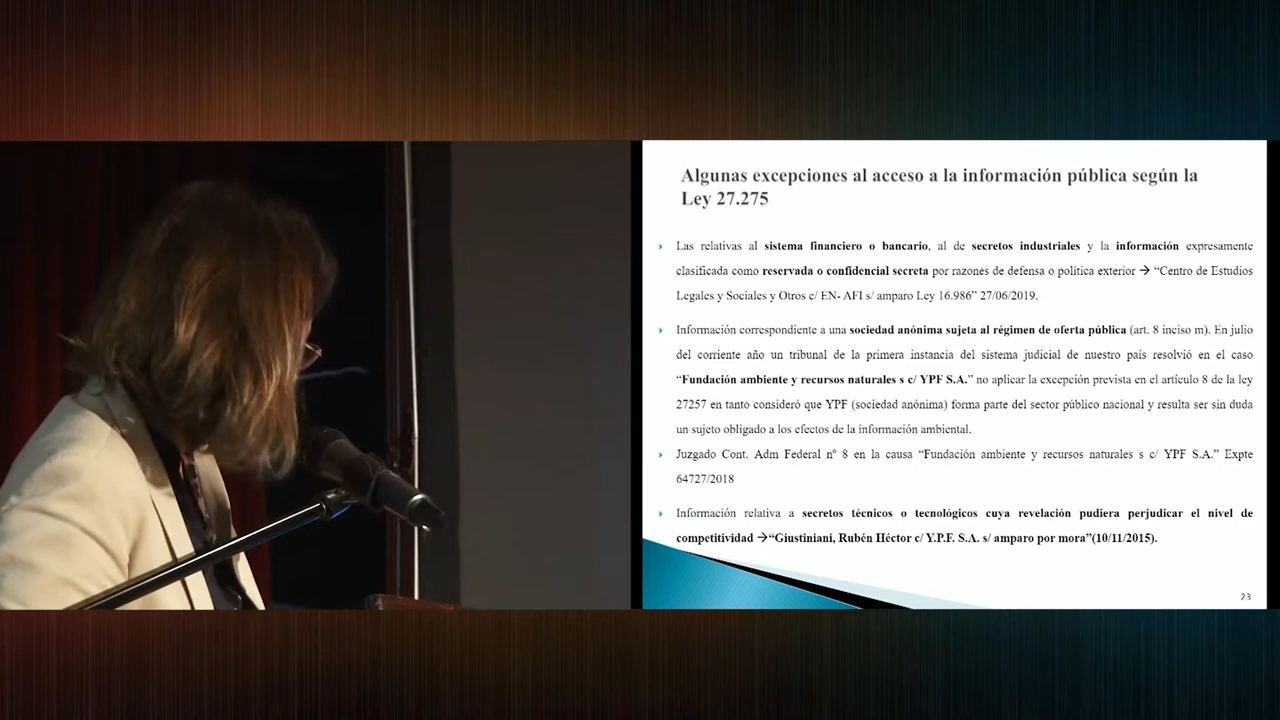 Algunas excepciones al acceso a la información pública según la
Ley 27.275
Las relativas al sistema financiero o bancario, al de secretos industriales y la información expresamente
clasificada como reservada o confidencial secreta por razones de defensa o política exterior → “Centro de Estudios
Legales y Sociales y Otros c/ EN- AFI s/ amparo Ley 16.986” 27/06/2019.
Información correspondiente a una sociedad anónima sujeta al régimen de oferta pública (art. 8 inciso m). En julio
del corriente año un tribunal de la primera instancia del sistema judicial de nuestro país resolvió en el caso
“Fundación ambiente y recursos naturales s c/ YPF S.A.” no aplicar la excepción prevista en el artículo 8 de la ley
27257 en tanto consideró que YPF (sociedad anónima) forma parte del sector público nacional y resulta ser sin duda
un sujeto obligado a los efectos de la información ambiental.
Juzgado Cont. Adm Federal nº 8 en la causa “Fundación ambiente y recursos naturales s c/ YPF S.A.” Expte
64727/2018
Información relativa a secretos técnicos o tecnológicos cuya revelación pudiera perjudicar el nivel de
competitividad →“Giustiniani, Rubén Héctor c/ Y.P.F. S.A. s/ amparo por mora”(10/11/2015).
23